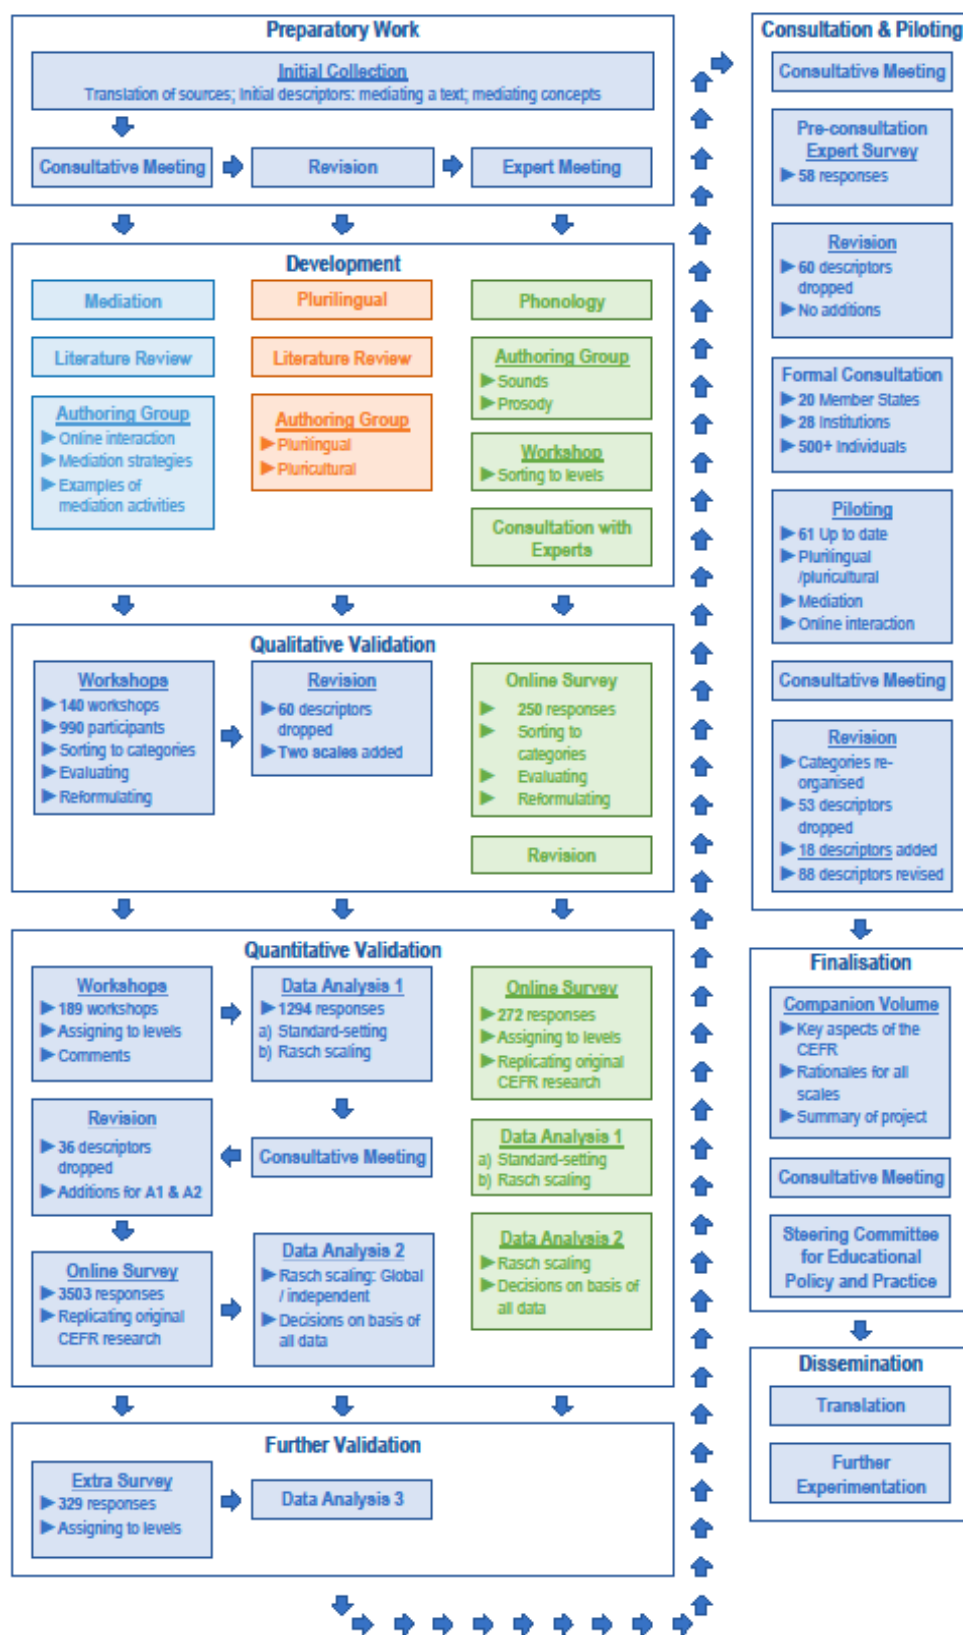 Preparatory Work
Initial Collection
Translation of sources; Initial descriptors: mediating a text; mediating concepts
Consultative Meeting
Revision
Expert Meeting
Development
Mediation
Literature Review
Authoring Group
▶ Online interaction
▶ Mediation strategies
▶ Examples of
mediation activities
Plurilingual
Literature Review
Authoring Group
▶ Plurilingual
▶ Pluricultural
Phonology
Authoring Group
▶ Sounds
▶ Prosody
Workshop
▶ Sorting to levels
Consultation with
Experts
Qualitative Validation
Workshops
▶ 140 workshops
▶ 990 participants
▶ Sorting to categories
▶ Evaluating
▶ Reformulating
Revision
▶ 60 descriptors
dropped
▶ Two scales added
Online Survey
▶ 250 responses
▶ Sorting to
categories
▶ Evaluating
▶ Reformulating
Revision
Quantitative Validation
Workshops
▶ 189 workshops
▶ Assigning to levels
▶ Comments
Data Analysis 1
▶ 1294 responses
a) Standard-setting
b) Rasch scaling
Revision
▶ 36 descriptors
dropped
▶ Additions for A1 & A2
Consultative Meeting
Online Survey
▶ 3503 responses
▶ Replicating original
CEFR research
Data Analysis 2
▶ Rasch scaling: Global
/ independent
▶ Decisions on basis of
all data
Online Survey
▶ 272 responses
▶ Assigning to levels
▶ Replicating original
CEFR research
Data Analysis 1
a) Standard-setting
b) Rasch scaling
Data Analysis 2
▶ Rasch scaling
▶ Decisions on basis of
all data
Further Validation
Extra Survey
▶ 329 responses
▶ Assigning to levels
Data Analysis 3
Consultation & Piloting
Consultative Meeting
Pre-consultation
Expert Survey
▶ 58 responses
Revision
▶ 60 descriptors
dropped
▶ No additions
Formal Consultation
▶ 20 Member States
▶ 28 Institutions
▶ 500+ Individuals
Piloting
▶ 61 Up to date
▶ Plurilingual
/pluricultural
▶ Mediation
▶ Online interaction
Consultative Meeting
Revision
▶ Categories re-
organised
▶ 53 descriptors
dropped
▶ 18 descriptors added
▶ 88 descriptors revised
Finalisation
Companion Volume
▶ Key aspects of the
CEFR
▶ Rationales for all
scales
▶ Summary of project
Consultative Meeting
Steering Committee
for Educational
Policy and Practice
Dissemination
Translation
Further
Experimentation